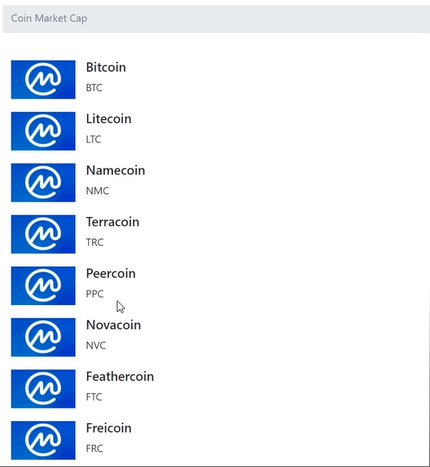 Coin Market Cap
Bitcoin
BTC
Litecoin
LTC
Namecoin
NMC
Terracoin
TRC
Peercoin
PPC
Novacoin
NVC
Feathercoin
FTC
Freicoin
FRC